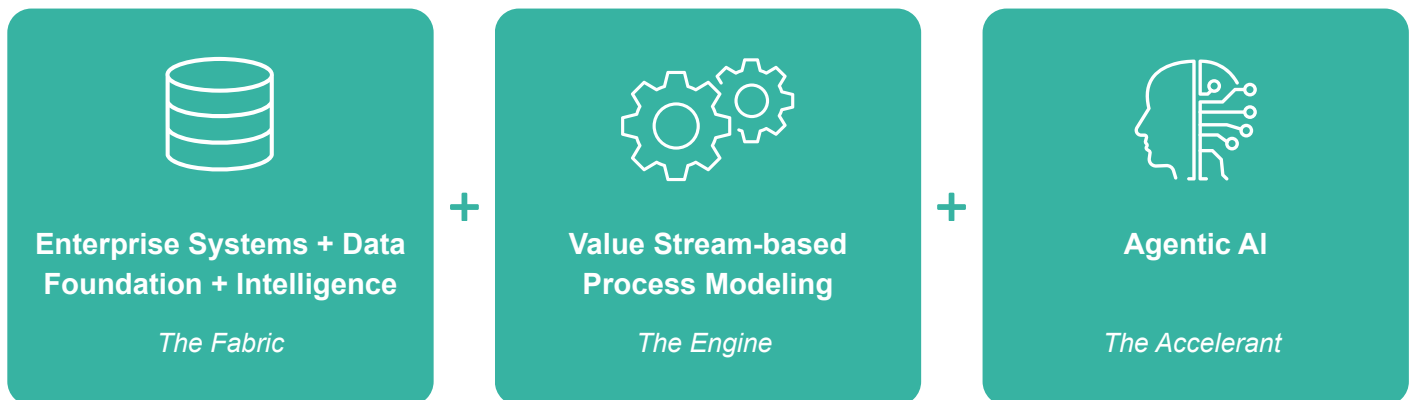 Enterprise Systems + Data
Foundation + Intelligence
The Fabric
+
Value Stream-based
Process Modeling
The Engine
+
Agentic AI
The Accelerant